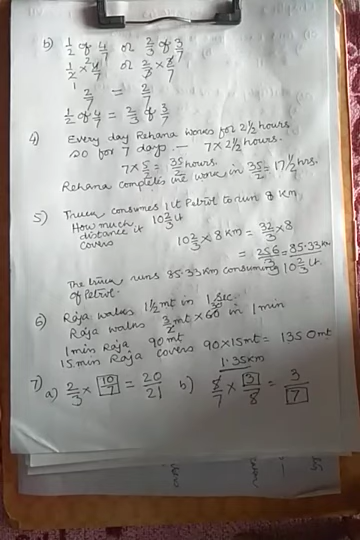 b) 1/2 of 4/7 or 2/3 of 3/7
1/2 × 4/7 or 2/3 × 3/7
2/7 = 2/7
1/2 of 4/7 = 2/3 of 3/7
4) Every day Rehana works for 2 1/2 hours.
so for 7 days — 7 × 2 1/2 hours.
7 × 5/2 = 35/2 hours.
Rehana completes the work in 35/2 = 17 1/2 hrs.
5) Truck consumes 1 lt Petrol to run 8 km
How much 10 2/3 lt
distance it
covers 10 2/3 × 8 km = 32/3 × 8
= 256/3 = 85.33 km
The truck runs 85.33 km consuming 10 2/3 lt
of Petrol.
6) Raja walks 1 1/2 mt in 1 sec.
Raja walks 3/2 mt × 60 in 1 min
1 min Raja 90 mt
15 min Raja covers 90 × 15 mt = 1350 mt
1.35 km
7) a) 2/3 × 10/7 = 20/21 b) 8/7 × 3/8 = 3/7